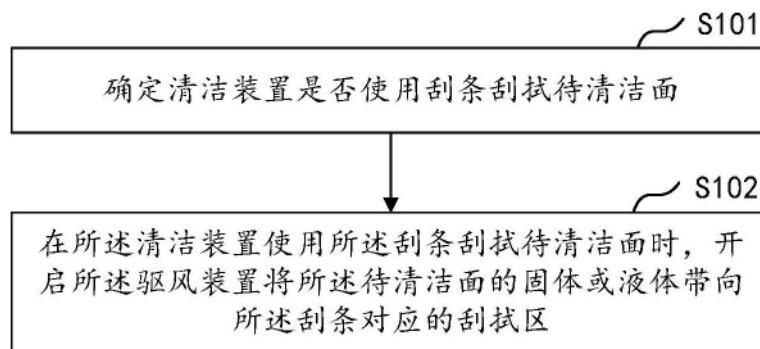 S101
确定清洁装置是否使用刮条刮拭待清洁面
S102
在所述清洁装置使用所述刮条刮拭待清洁面时，开
启所述驱风装置将所述待清洁面的固体或液体带向
所述刮条对应的刮拭区